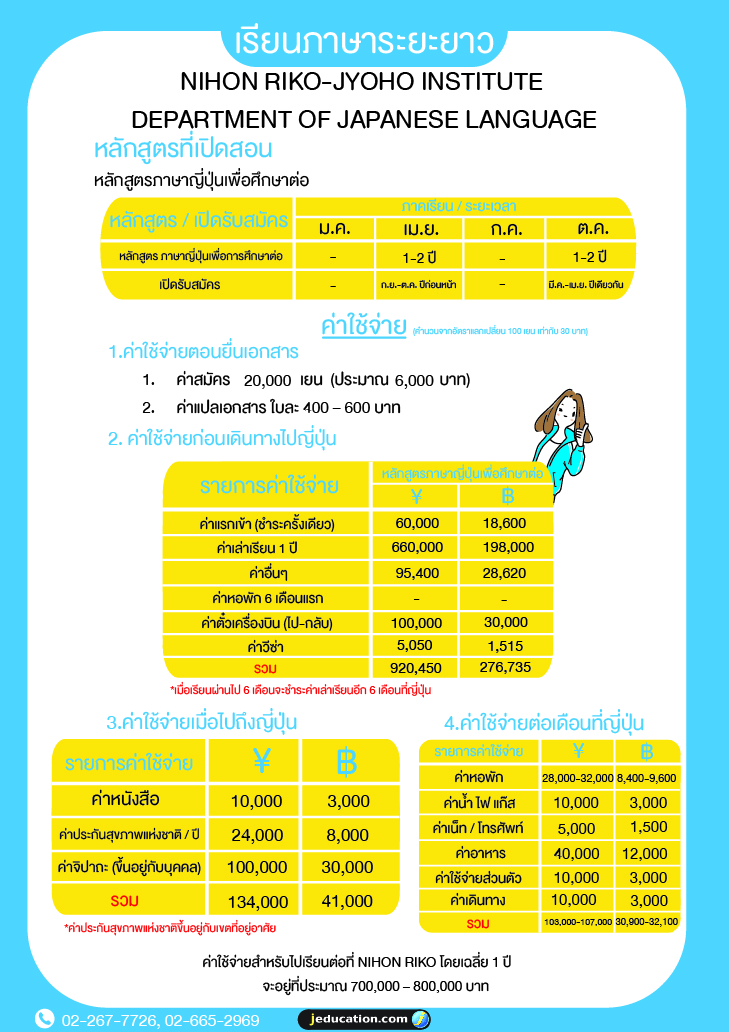 เรียนภาษาระยะยาว
NIHON RIKO-JYOHO INSTITUTE
DEPARTMENT OF JAPANESE LANGUAGE
หลักสูตรที่เปิดสอน
หลักสูตรภาษาญี่ปุ่นเพื่อศึกษาต่อ
หลักสูตร / เปิดรับสมัคร ภาคเรียน / ระยะเวลา
ม.ค. เม.ย. ก.ค. ต.ค.
หลักสูตร ภาษาญี่ปุ่นเพื่อการศึกษาต่อ - 1-2 ปี - 1-2 ปี
เปิดรับสมัคร - ก.ย.-ต.ค. ปีก่อนหน้า - มี.ค.-เม.ย. ปีเดียวกัน
ค่าใช้จ่าย (คำนวนจากอัตราแลกเปลี่ยน 100 เยน เท่ากับ 30 บาท)
1.ค่าใช้จ่ายตอนยื่นเอกสาร
1. ค่าสมัคร 20,000 เยน (ประมาณ 6,000 บาท)
2. ค่าแปลเอกสาร ใบละ 400 – 600 บาท
2. ค่าใช้จ่ายก่อนเดินทางไปญี่ปุ่น
รายการค่าใช้จ่าย หลักสูตรภาษาญี่ปุ่นเพื่อศึกษาต่อ
¥ ฿
ค่าแรกเข้า (ชำระครั้งเดียว) 60,000 18,600
ค่าเล่าเรียน 1 ปี 660,000 198,000
ค่าอื่นๆ 95,400 28,620
ค่าหอพัก 6 เดือนแรก - -
ค่าตั๋วเครื่องบิน (ไป-กลับ) 100,000 30,000
ค่าวีซ่า 5,050 1,515
รวม 920,450 276,735
*เมื่อเรียนผ่านไป 6 เดือนจะชำระค่าเล่าเรียนอีก 6 เดือนที่ญี่ปุ่น
3.ค่าใช้จ่ายเมื่อไปถึงญี่ปุ่น
รายการค่าใช้จ่าย ¥ ฿
ค่าหนังสือ 10,000 3,000
ค่าประกันสุขภาพแห่งชาติ / ปี 24,000 8,000
ค่าจิปาถะ (ขึ้นอยู่กับบุคคล) 100,000 30,000
รวม 134,000 41,000
*ค่าประกันสุขภาพแห่งชาติขึ้นอยู่กับเขตที่อยู่อาศัย
4.ค่าใช้จ่ายต่อเดือนที่ญี่ปุ่น
รายการค่าใช้จ่าย ¥ ฿
ค่าหอพัก 28,000-32,000 8,400-9,600
ค่าน้ำ ไฟ แก๊ส 10,000 3,000
ค่าเน็ท / โทรศัพท์ 5,000 1,500
ค่าอาหาร 40,000 12,000
ค่าใช้จ่ายส่วนตัว 10,000 3,000
ค่าเดินทาง 10,000 3,000
รวม 103,000-107,000 30,900-32,100
ค่าใช้จ่ายสำหรับไปเรียนต่อที่ NIHON RIKO โดยเฉลี่ย 1 ปี
จะอยู่ที่ประมาณ 700,000 – 800,000 บาท
02-267-7726, 02-665-2969 jeducation.com